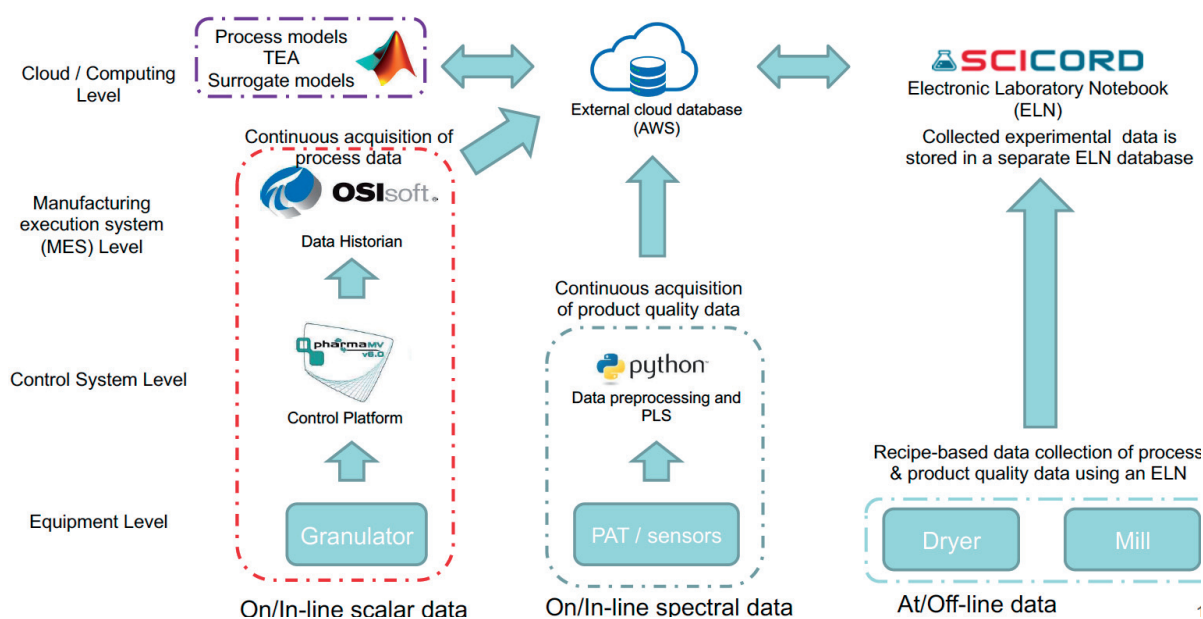 Process models
TEA
Surrogate models
Cloud / Computing
Level
External cloud database
(AWS)
SCICORD
Electronic Laboratory Notebook
(ELN)
Collected experimental data is
stored in a separate ELN database
Continuous acquisition of
process data
OSIsoft.
Data Historian
Manufacturing
execution system
(MES) Level
Continuous acquisition
of product quality data
pharmaMV
v6.0
Control Platform
python
Data preprocessing and
PLS
Control System Level
Recipe-based data collection of process
& product quality data using an ELN
Equipment Level
Granulator
PAT / sensors
Dryer
Mill
On/In-line scalar data
On/In-line spectral data
At/Off-line data
1